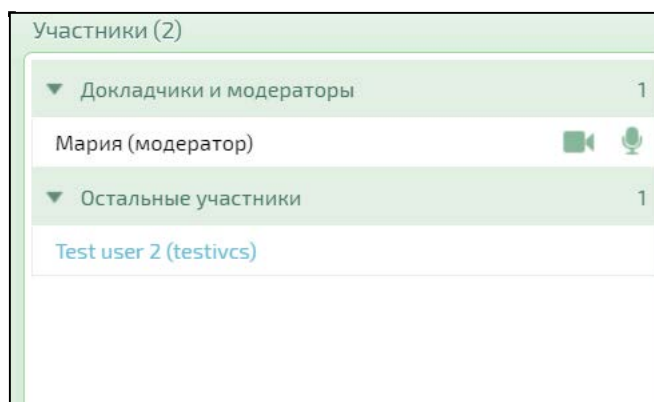 Участники (2)
Докладчики и модераторы 1
Мария (модератор)
Остальные участники 1
Test user 2 (testivcs)